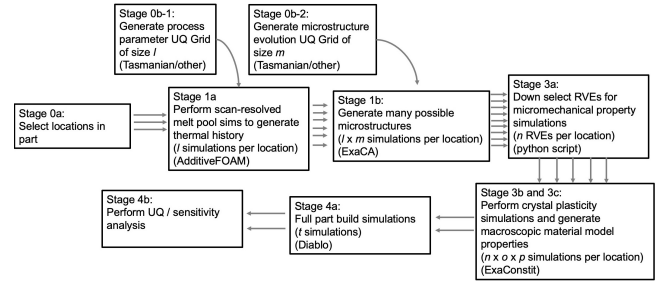 Stage 0b-1:
Generate process
parameter UQ Grid
of size l
(Tasmanian/other)
Stage 0b-2:
Generate microstructure
evolution UQ Grid of
size m
(Tasmanian/other)
Stage 0a:
Select locations in
part
Stage 1a
Perform scan-resolved
melt pool sims to generate
thermal history
(l simulations per location)
(AdditiveFOAM)
Stage 1b:
Generate many possible
microstructures
(l x m simulations per location)
(ExaCA)
Stage 3a:
Down select RVEs for
micromechanical property
simulations
(n RVEs per location)
(python script)
Stage 4b:
Perform UQ / sensitivity
analysis
Stage 4a:
Full part build simulations
(t simulations)
(Diablo)
Stage 3b and 3c:
Perform crystal plasticity
simulations and generate
macroscopic material model
properties
(n x o x p simulations per location)
(ExaConstit)